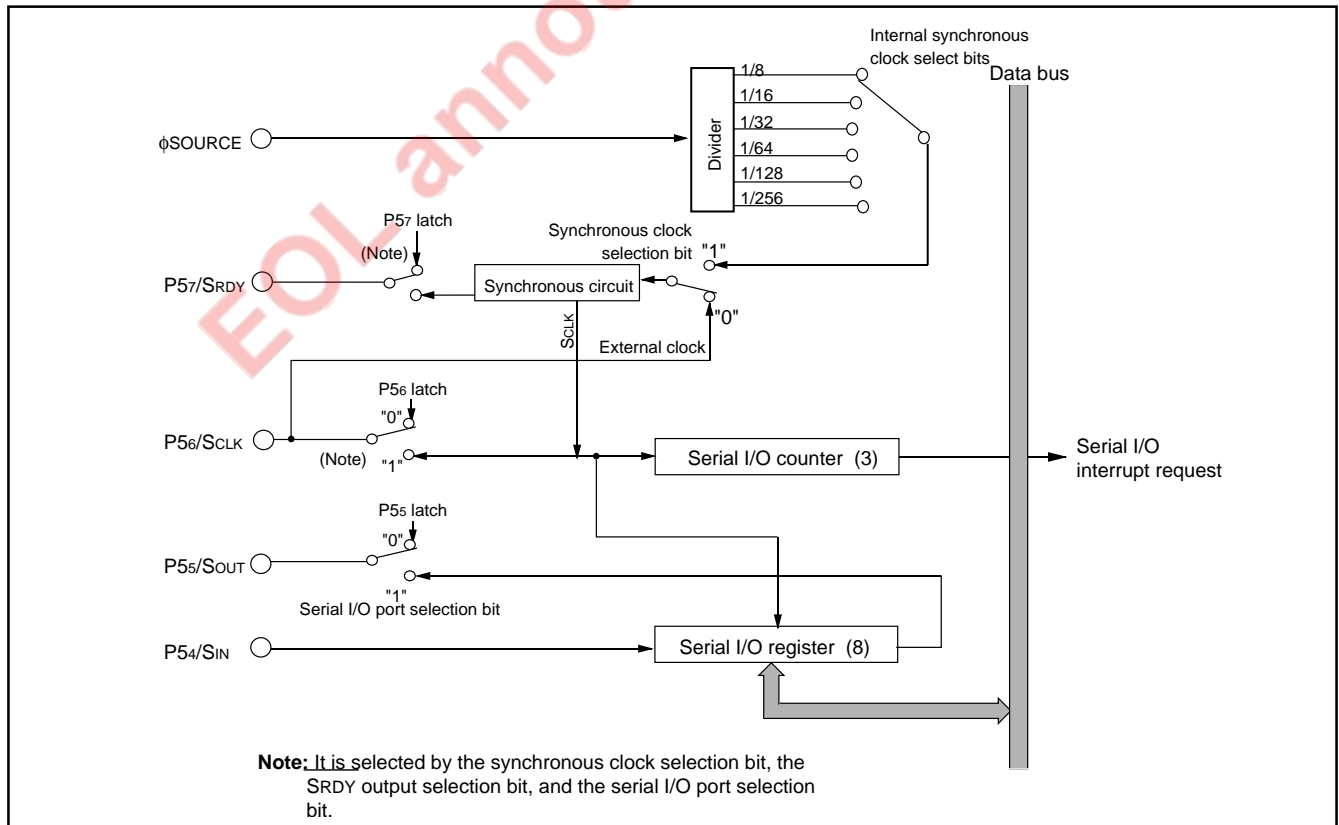 EOL anno
Internal synchronous
clock select bits
Data bus
1/8
1/16
1/32
1/64
1/128
1/256
Divider
φSOURCE
P57 latch
(Note)
Synchronous clock
selection bit
"1"
P57/SRDY
Synchronous circuit
"0"
SCLK
External clock
P56 latch
"0"
P56/SCLK
(Note)
"1"
Serial I/O counter (3)
Serial I/O
interrupt request
P55 latch
"0"
P55/SOUT
"1"
Serial I/O port selection bit
P54/SIN
Serial I/O register (8)
Note: It is selected by the synchronous clock selection bit, the
SRDY output selection bit, and the serial I/O port selection
bit.